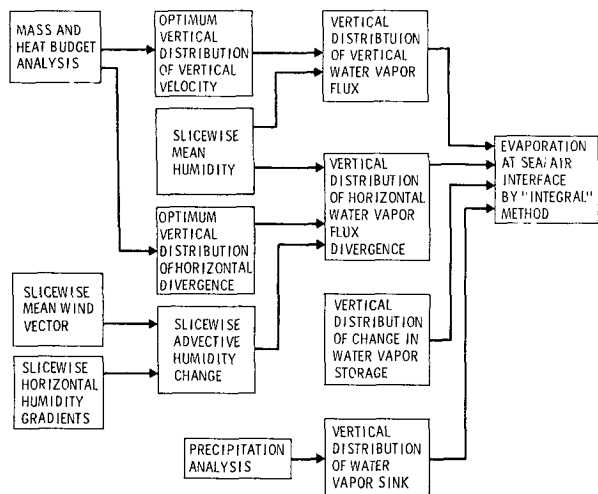 MASS AND
HEAT BUDGET
ANALYSIS
OPTIMUM
VERTICAL
DISTRIBUTION
OF VERTICAL
VELOCITY
VERTICAL
DISTRIBTUION
OF VERTICAL
WATER VAPOR
FLUX
SLICEWISE
MEAN
HUMIDITY
EVAPORATION
AT SEA/AIR
INTERFACE
BY "INTEGRAL"
METHOD
VERTICAL
DISTRIBUTION
OF HORIZONTAL
WATER VAPOR
FLUX
DIVERGENCE
OPTIMUM
VERTICAL
DISTRIBUTION
OF HORIZONTAL
DIVERGENCE
SLICEWISE
MEAN WIND
VECTOR
SLICEWISE
ADVECTIVE
HUMIDITY
CHANGE
VERTICAL
DISTRIBUTION
OF CHANGE IN
WATER VAPOR
STORAGE
SLICEWISE
HORIZONTAL
HUMIDITY
GRADIENTS
PRECIPITATION
ANALYSIS
VERTICAL
DISTRIBUTION
OF WATER
VAPOR SINK